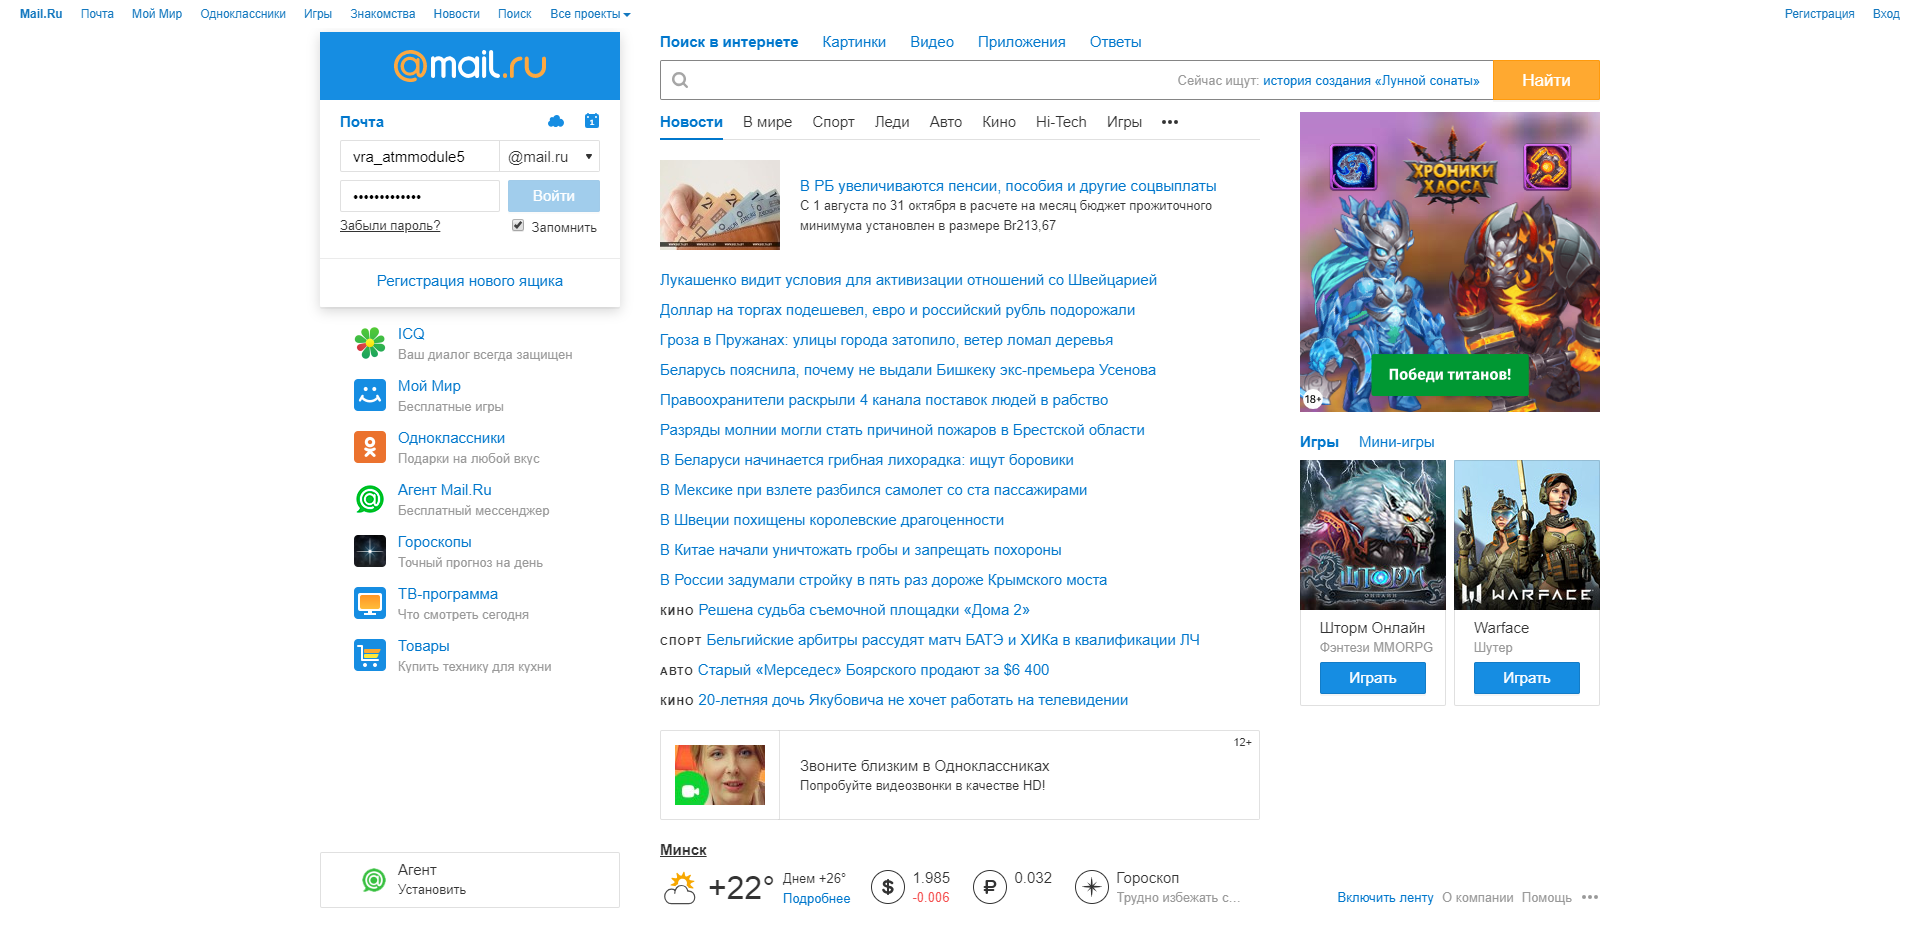 Mail.Ru Почта Мой Мир Одноклассники Игры Знакомства Новости Поиск Все проекты Регистрация Вход
@mail.ru
Почта
1
vra_atmmodule5 @mail.ru
••••••••••••• Войти
Забыли пароль? Запомнить
Регистрация нового ящика
ICQ
Ваш диалог всегда защищен
Мой Мир
Бесплатные игры
Одноклассники
Подарки на любой вкус
Агент Mail.Ru
Бесплатный мессенджер
Гороскопы
Точный прогноз на день
ТВ-программа
Что смотреть сегодня
Товары
Купить технику для кухни
Агент
Установить
Поиск в интернете Картинки Видео Приложения Ответы
Сейчас ищут: история создания «Лунной сонаты» Найти
Новости В мире Спорт Леди Авто Кино Hi-Tech Игры •••
В РБ увеличиваются пенсии, пособия и другие соцвыплаты
С 1 августа по 31 октября в расчете на месяц бюджет прожиточного
минимума установлен в размере Br213,67
Лукашенко видит условия для активизации отношений со Швейцарией
Доллар на торгах подешевел, евро и российский рубль подорожали
Гроза в Пружанах: улицы города затопило, ветер ломал деревья
Беларусь пояснила, почему не выдали Бишкеку экс-премьера Усенова
Правоохранители раскрыли 4 канала поставок людей в рабство
Разряды молнии могли стать причиной пожаров в Брестской области
В Беларуси начинается грибная лихорадка: ищут боровики
В Мексике при взлете разбился самолет со ста пассажирами
В Швеции похищены королевские драгоценности
В Китае начали уничтожать гробы и запрещать похороны
В России задумали стройку в пять раз дороже Крымского моста
КИНО Решена судьба съемочной площадки «Дома 2»
СПОРТ Бельгийские арбитры рассудят матч БАТЭ и ХИКа в квалификации ЛЧ
АВТО Старый «Мерседес» Боярского продают за $6 400
КИНО 20-летняя дочь Якубовича не хочет работать на телевидении
12+
Звоните близким в Одноклассниках
Попробуйте видеозвонки в качестве HD!
Минск
+22° Днем +26° Подробнее
$ 1.985 -0.006
₽ 0.032
Гороскоп
Трудно избежать с…
ХРОНИКИ
ХАОСА
Победи титанов!
18+
Игры Мини-игры
ШТОРМ
ОНЛАЙН
Шторм Онлайн
Фэнтези MMORPG
Играть
WARFACE
Warface
Шутер
Играть
Включить ленту О компании Помощь •••